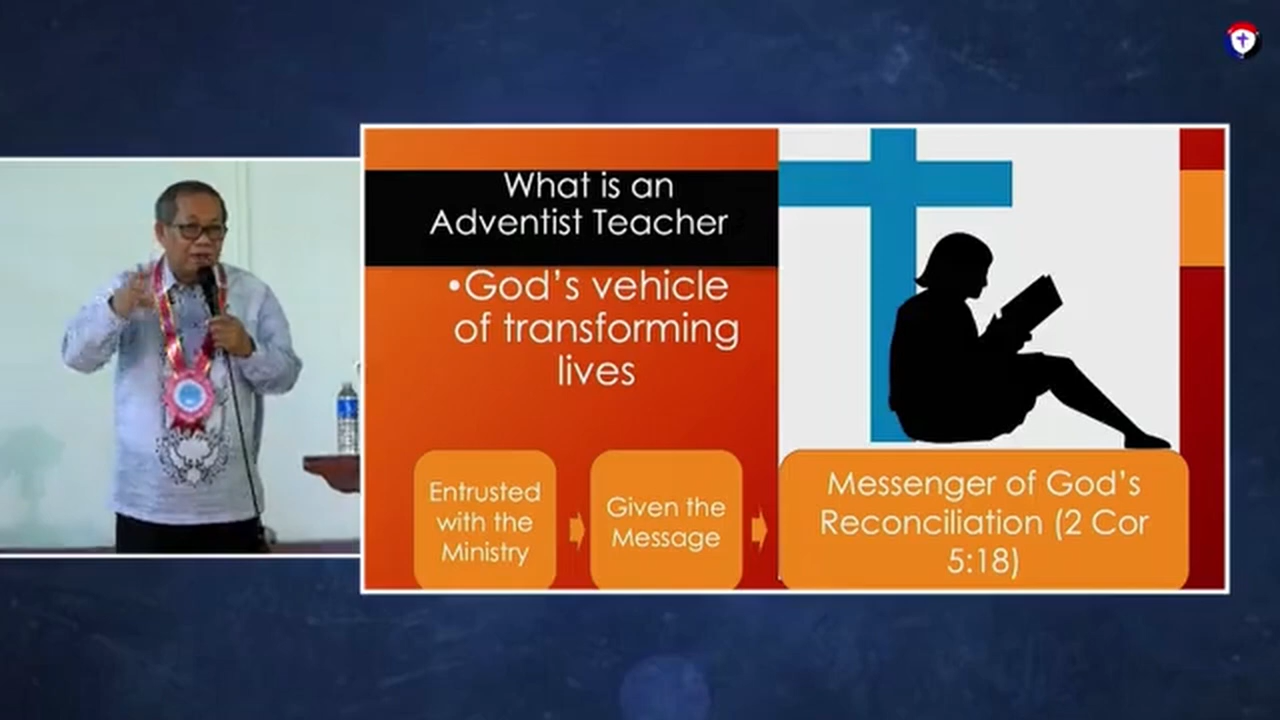 What is an
Adventist Teacher
•God's vehicle
of transforming
lives
Entrusted
with the
Ministry
Given the
Message
Messenger of God's
Reconciliation (2 Cor
5:18)